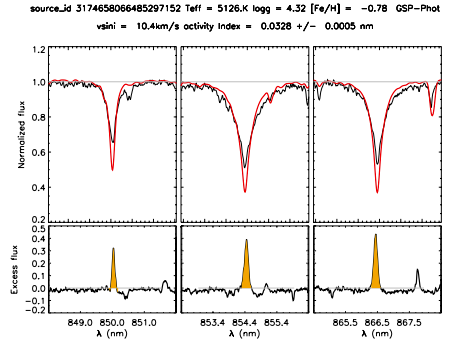 source_id 3174658066485297152 Teff = 5126.K logg = 4.32 [Fe/H] = -0.78 GSP-Phot
vsini = 10.4km/s activity Index = 0.0328 +/- 0.0005 nm
Normalized flux
1.2
1.0
0.8
0.6
0.4
0.2
Excess flux
0.5
0.4
0.3
0.2
0.1
0.0
-0.1
-0.2
849.0 850.0 851.0
853.4 854.4 855.4
865.5 866.5 867.5
λ (nm) λ (nm) λ (nm)